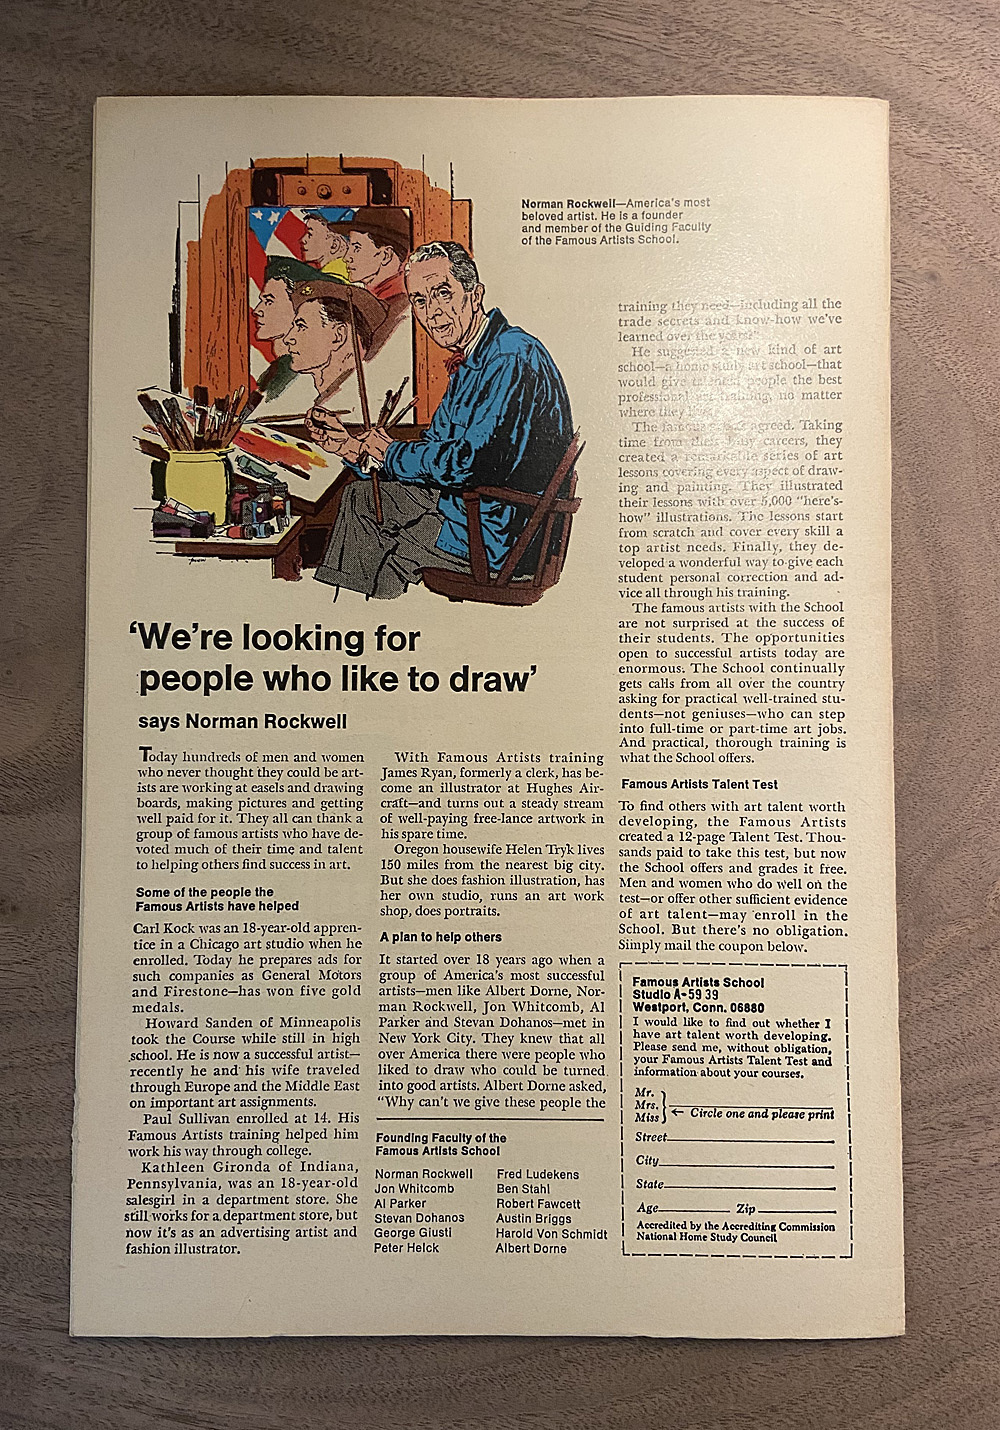 Norman Rockwell—America's most
beloved artist. He is a founder
and member of the Guiding Faculty
of the Famous Artists School.
'We're looking for
people who like to draw'
says Norman Rockwell
Today hundreds of men and women
who never thought they could be art-
ists are working at easels and drawing
boards, making pictures and getting
well paid for it. They all can thank a
group of famous artists who have de-
voted much of their time and talent
to helping others find success in art.
Some of the people the
Famous Artists have helped
Carl Kock was an 18-year-old appren-
tice in a Chicago art studio when he
enrolled. Today he prepares ads for
such companies as General Motors
and Firestone—has won five gold
medals.
Howard Sanden of Minneapolis
took the Course while still in high
school. He is now a successful artist—
recently he and his wife traveled
through Europe and the Middle East
on important art assignments.
Paul Sullivan enrolled at 14. His
Famous Artists training helped him
work his way through college.
Kathleen Gironda of Indiana,
Pennsylvania, was an 18-year-old
salesgirl in a department store. She
still works for a department store, but
now it's as an advertising artist and
fashion illustrator.
With Famous Artists training
James Ryan, formerly a clerk, has be-
come an illustrator at Hughes Air-
craft—and turns out a steady stream
of well-paying free-lance artwork in
his spare time.
Oregon housewife Helen Tryk lives
150 miles from the nearest big city.
But she does fashion illustration, has
her own studio, runs an art work
shop, does portraits.
A plan to help others
It started over 18 years ago when a
group of America's most successful
artists—men like Albert Dorne, Nor-
man Rockwell, Jon Whitcomb, Al
Parker and Stevan Dohanos—met in
New York City. They knew that all
over America there were people who
liked to draw who could be turned
into good artists. Albert Dorne asked,
"Why can't we give these people the
Founding Faculty of the
Famous Artists School
Norman Rockwell
Jon Whitcomb
Al Parker
Stevan Dohanos
George Giusti
Peter Helck
Fred Ludekens
Ben Stahl
Robert Fawcett
Austin Briggs
Harold Von Schmidt
Albert Dorne
training they need—including all the
trade secrets and know-how we've
learned over the years?"
He suggested a new kind of art
school—a home study art school—that
would give talented people the best
professional art training, no matter
where they
The famous agreed. Taking
time from their busy careers, they
created a remarkable series of art
lessons covering every aspect of draw-
ing and painting. They illustrated
their lessons with over 5,000 "here's-
how" illustrations. The lessons start
from scratch and cover every skill a
top artist needs. Finally, they de-
veloped a wonderful way to give each
student personal correction and ad-
vice all through his training.
The famous artists with the School
are not surprised at the success of
their students. The opportunities
open to successful artists today are
enormous. The School continually
gets calls from all over the country
asking for practical well-trained stu-
dents—not geniuses—who can step
into full-time or part-time art jobs.
And practical, thorough training is
what the School offers.
Famous Artists Talent Test
To find others with art talent worth
developing, the Famous Artists
created a 12-page Talent Test. Thou-
sands paid to take this test, but now
the School offers and grades it free.
Men and women who do well on the
test—or offer other sufficient evidence
of art talent—may enroll in the
School. But there's no obligation.
Simply mail the coupon below.
Famous Artists School
Studio A-59 39
Westport, Conn. 06880
I would like to find out whether I
have art talent worth developing.
Please send me, without obligation,
your Famous Artists Talent Test and
information about your courses.
Mr.
Mrs.
Miss
← Circle one and please print
Street
City
State
Age Zip
Accredited by the Accrediting Commission
National Home Study Council